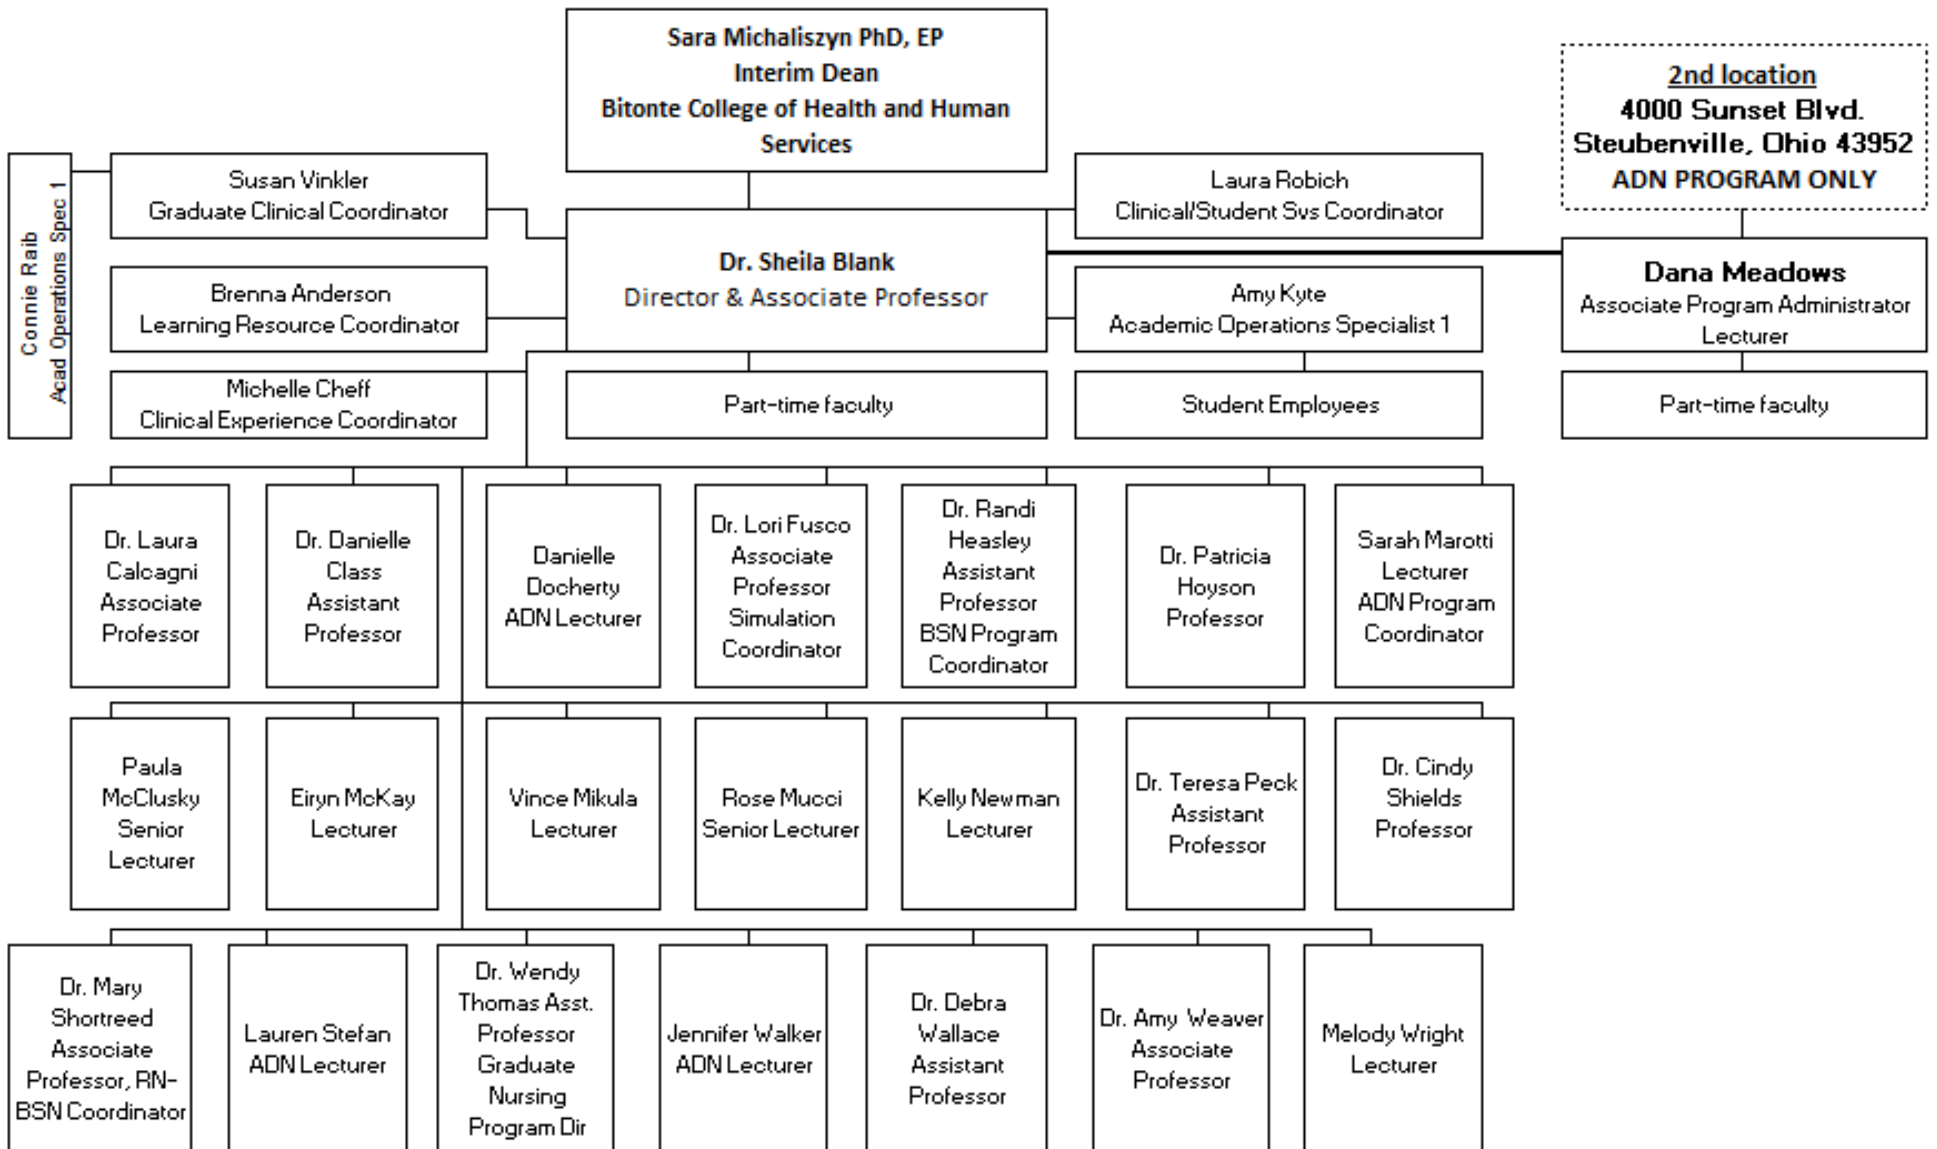 Sara Michaliszyn PhD, EP
Interim Dean
Bitonte College of Health and Human
Services
2nd location
4000 Sunset Blvd.
Steubenville, Ohio 43952
ADN PROGRAM ONLY
Connie Raib
Acad Operations Spec 1
Susan Vinkler
Graduate Clinical Coordinator
Laura Robich
Clinical/Student Svs Coordinator
Dr. Sheila Blank
Director & Associate Professor
Dana Meadows
Associate Program Administrator
Lecturer
Brenna Anderson
Learning Resource Coordinator
Amy Kyte
Academic Operations Specialist 1
Michelle Cheff
Clinical Experience Coordinator
Part-time faculty
Student Employees
Part-time faculty
Dr. Laura
Calcagni
Associate
Professor
Dr. Danielle
Class
Assistant
Professor
Danielle
Docherty
ADN Lecturer
Dr. Lori Fusco
Associate
Professor
Simulation
Coordinator
Dr. Randi
Heasley
Assistant
Professor
BSN Program
Coordinator
Dr. Patricia
Hoyson
Professor
Sarah Marotti
Lecturer
ADN Program
Coordinator
Paula
McClusky
Senior
Lecturer
Eiryn McKay
Lecturer
Vince Mikula
Lecturer
Rose Mucci
Senior Lecturer
Kelly Newman
Lecturer
Dr. Teresa Peck
Assistant
Professor
Dr. Cindy
Shields
Professor
Dr. Mary
Shortreed
Associate
Professor, RN-
BSN Coordinator
Lauren Stefan
ADN Lecturer
Dr. Wendy
Thomas Asst.
Professor
Graduate
Nursing
Program Dir
Jennifer Walker
ADN Lecturer
Dr. Debra
Wallace
Assistant
Professor
Dr. Amy Weaver
Associate
Professor
Melody Wright
Lecturer